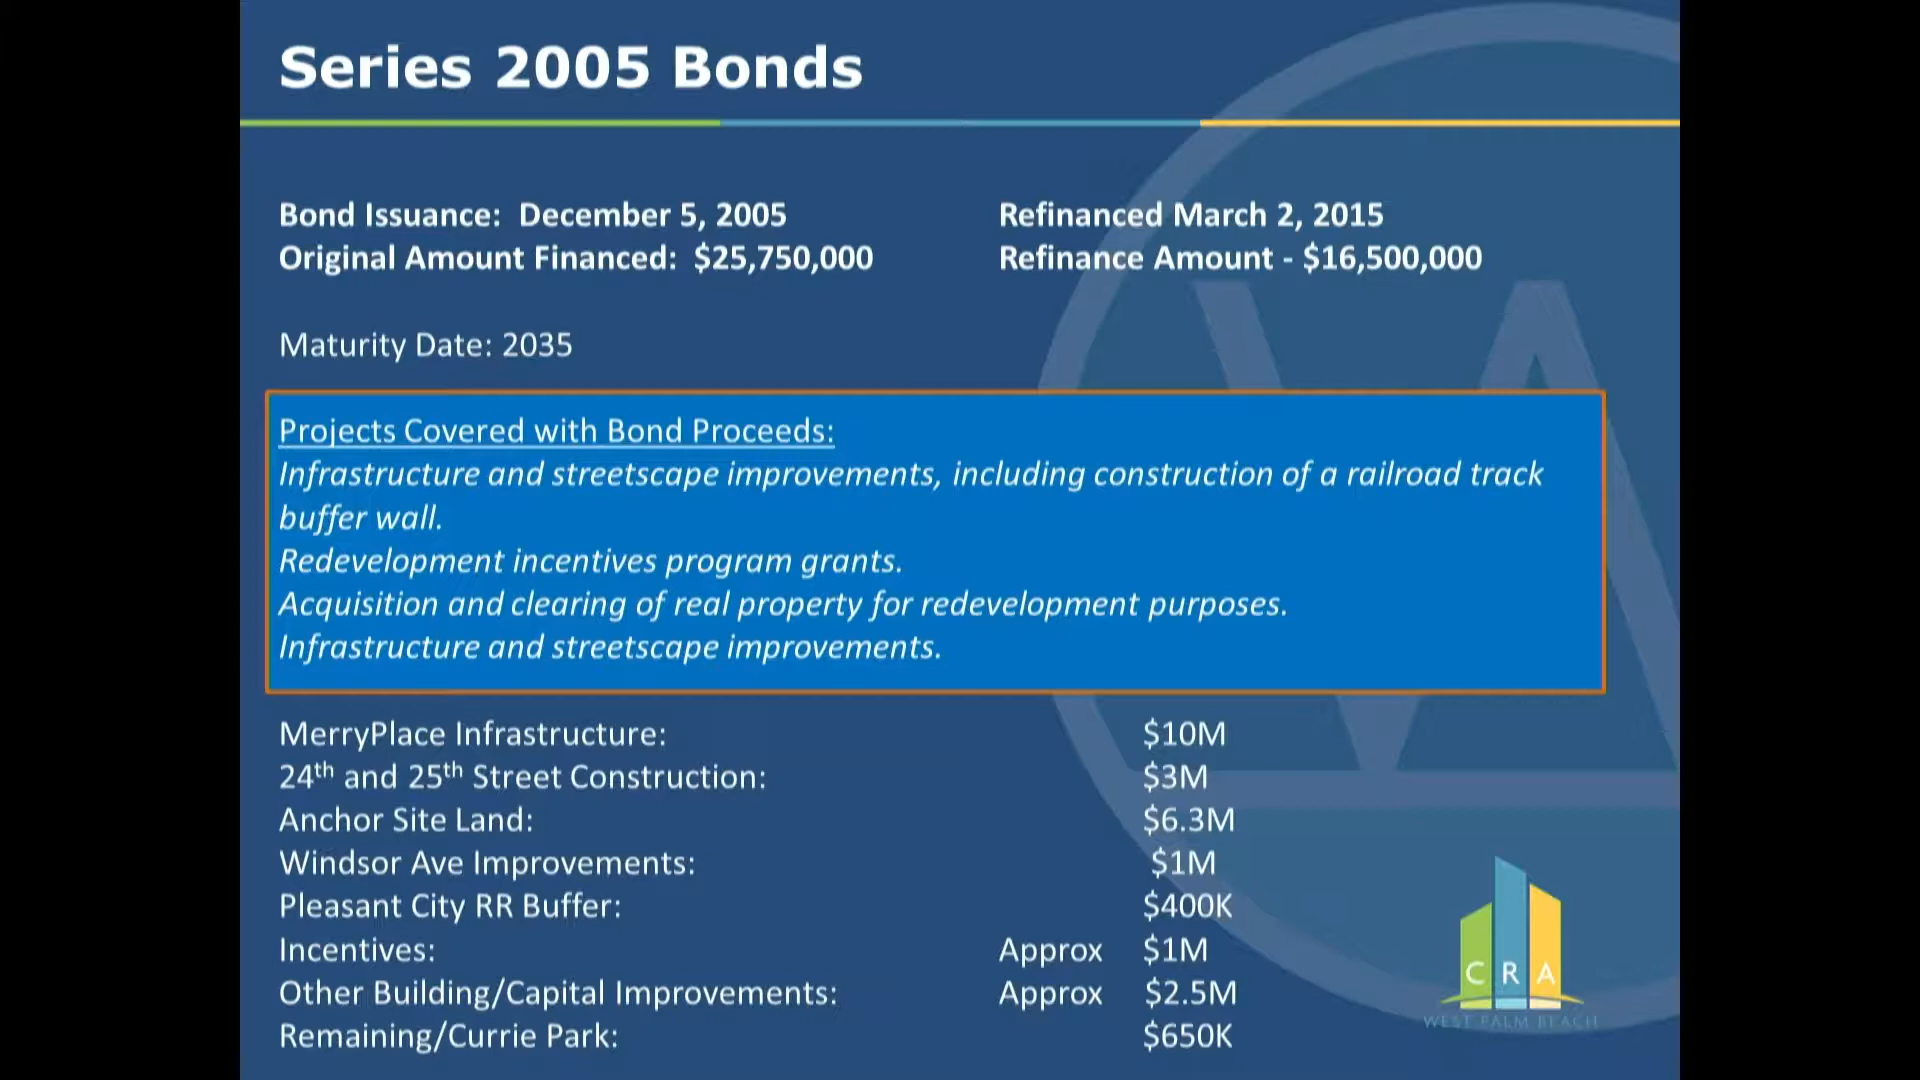 Series 2005 Bonds
Bond Issuance: December 5, 2005 Refinanced March 2, 2015
Original Amount Financed: $25,750,000 Refinance Amount - $16,500,000
Maturity Date: 2035
Projects Covered with Bond Proceeds:
Infrastructure and streetscape improvements, including construction of a railroad track
buffer wall.
Redevelopment incentives program grants.
Acquisition and clearing of real property for redevelopment purposes.
Infrastructure and streetscape improvements.
MerryPlace Infrastructure: $10M
24th and 25th Street Construction: $3M
Anchor Site Land: $6.3M
Windsor Ave Improvements: $1M
Pleasant City RR Buffer: $400K
Incentives: Approx $1M
Other Building/Capital Improvements: Approx $2.5M
Remaining/Currie Park: $650K
CRA
WEST PALM BEACH